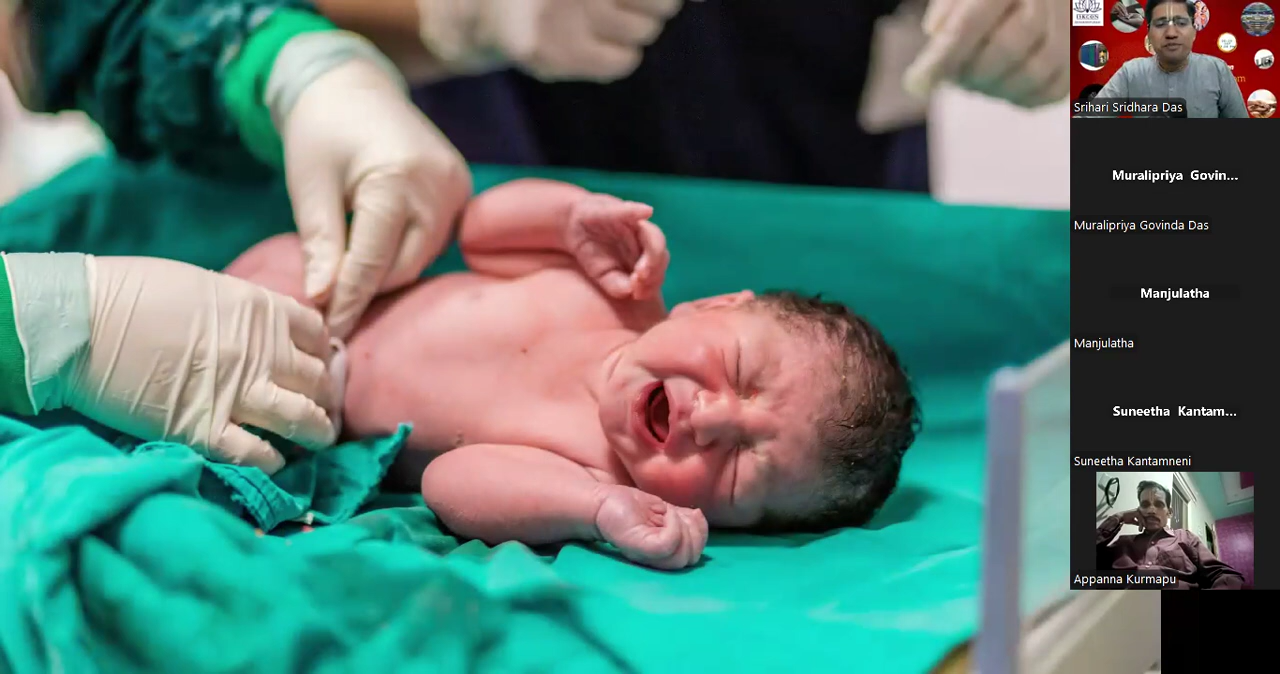 Srihari Sridhara Das
Muralipriya Govin...
Muralipriya Govinda Das
Manjulatha
Manjulatha
Suneetha Kantam...
Suneetha Kantamneni
Appanna Kurmapu